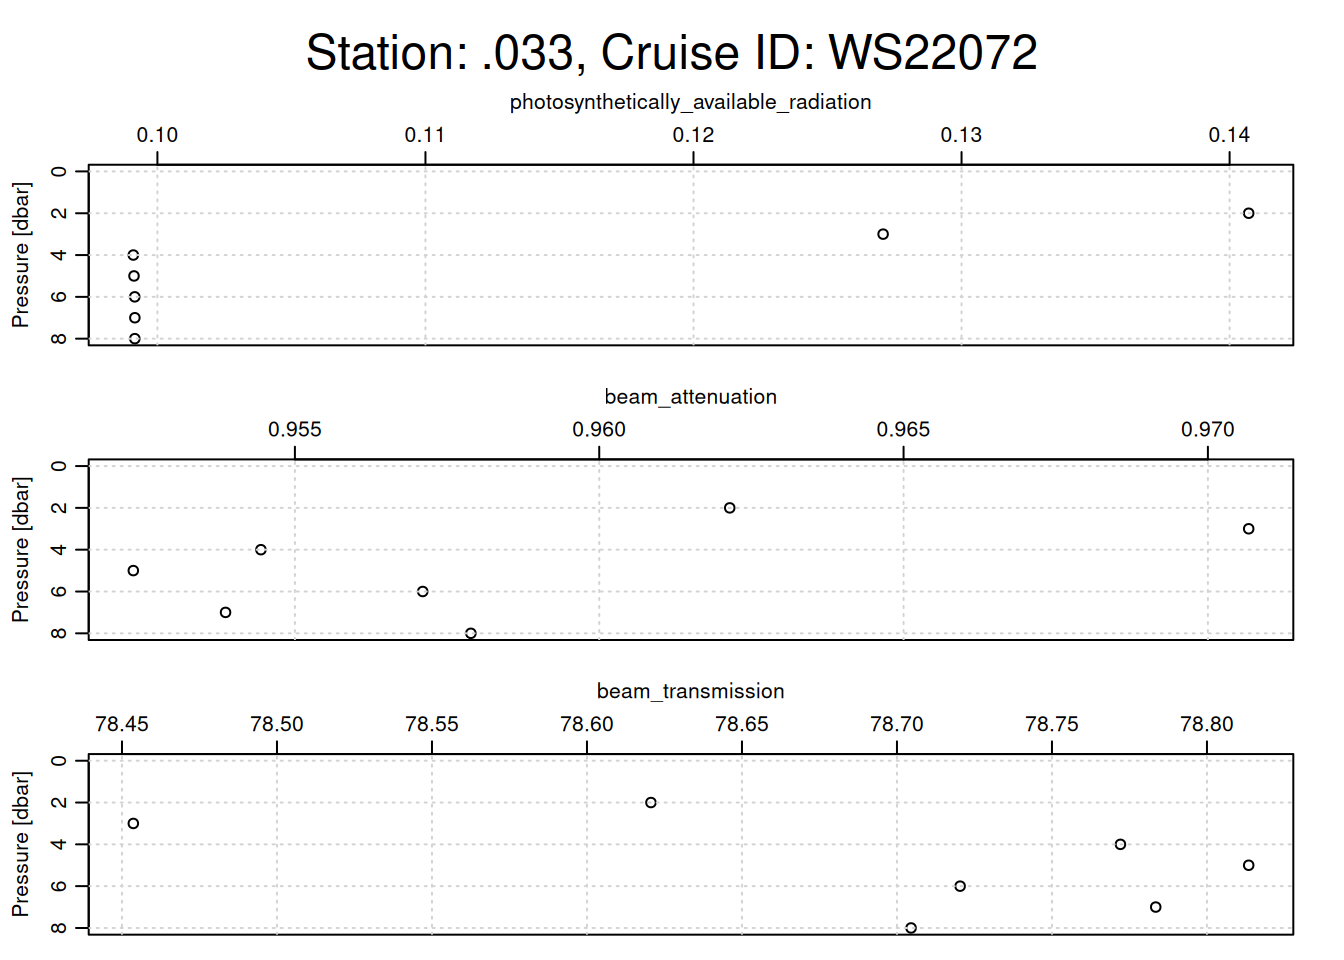 Station: .033, Cruise ID: WS22072
photosynthetically_available_radiation
0.10 0.11 0.12 0.13 0.14
Pressure [dbar]
0
2
4
6
8
beam_attenuation
0.955 0.960 0.965 0.970
Pressure [dbar]
0
2
4
6
8
beam_transmission
78.45 78.50 78.55 78.60 78.65 78.70 78.75 78.80
Pressure [dbar]
0
2
4
6
8